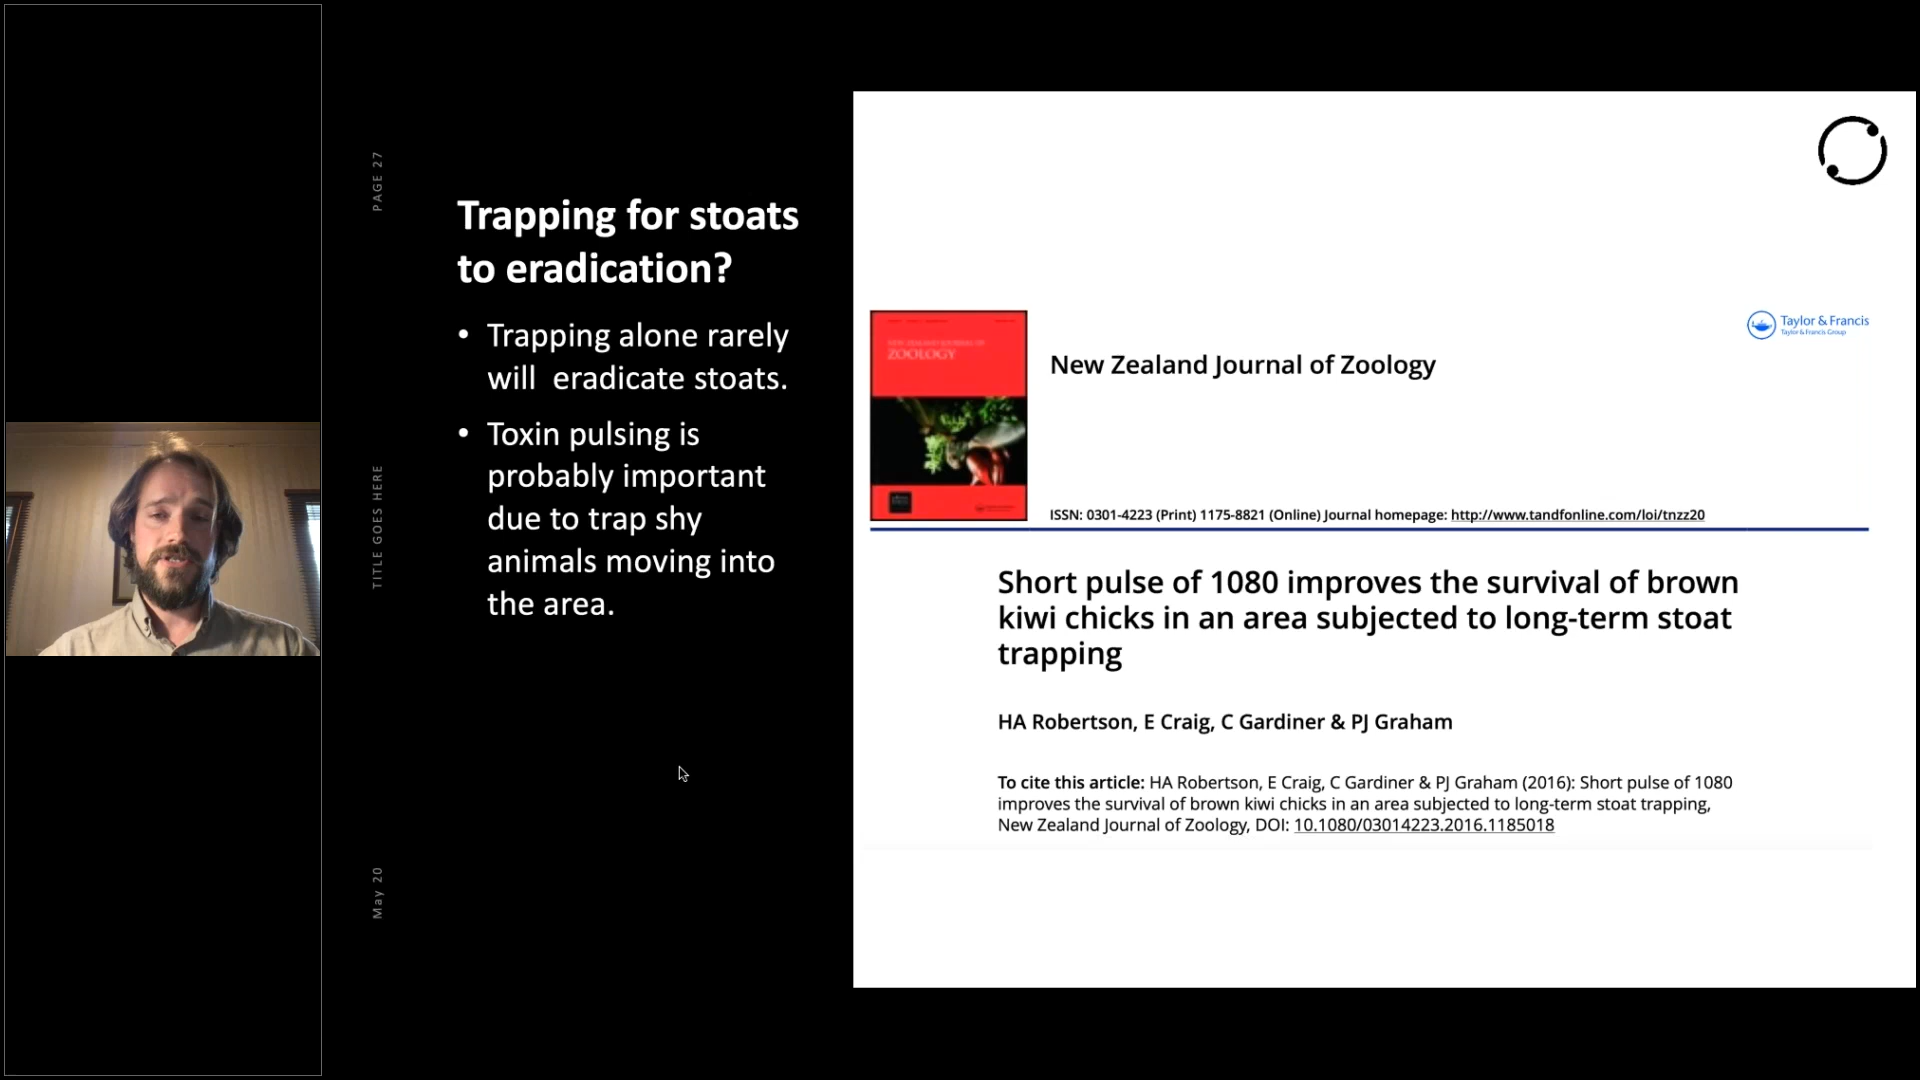 PAGE 27
TITLE GOES HERE
May 20
Trapping for stoats
to eradication?
• Trapping alone rarely
will eradicate stoats.
• Toxin pulsing is
probably important
due to trap shy
animals moving into
the area.
ZOOLOGY
Taylor & Francis
Taylor & Francis Group
New Zealand Journal of Zoology
ISSN: 0301-4223 (Print) 1175-8821 (Online) Journal homepage: http://www.tandfonline.com/loi/tnzz20
Short pulse of 1080 improves the survival of brown
kiwi chicks in an area subjected to long-term stoat
trapping
HA Robertson, E Craig, C Gardiner & PJ Graham
To cite this article: HA Robertson, E Craig, C Gardiner & PJ Graham (2016): Short pulse of 1080
improves the survival of brown kiwi chicks in an area subjected to long-term stoat trapping,
New Zealand Journal of Zoology, DOI: 10.1080/03014223.2016.1185018